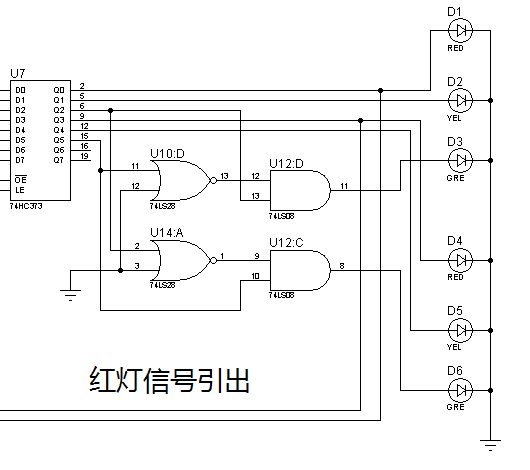 D1
RED
U7
D0 Q0 2
D1 Q1 5
D2 Q2 6
D3 Q3 9
D4 Q4 12
D5 Q5 15
D6 Q6 16
D7 Q7 19
OE
LE
74HC373
D2
YEL
U10:D
11
12
13
74LS28
U12:D
12
13
11
74LS08
D3
GRE
U14:A
2
3
1
74LS28
U12:C
9
10
8
74LS08
D4
RED
D5
YEL
D6
GRE
红灯信号引出